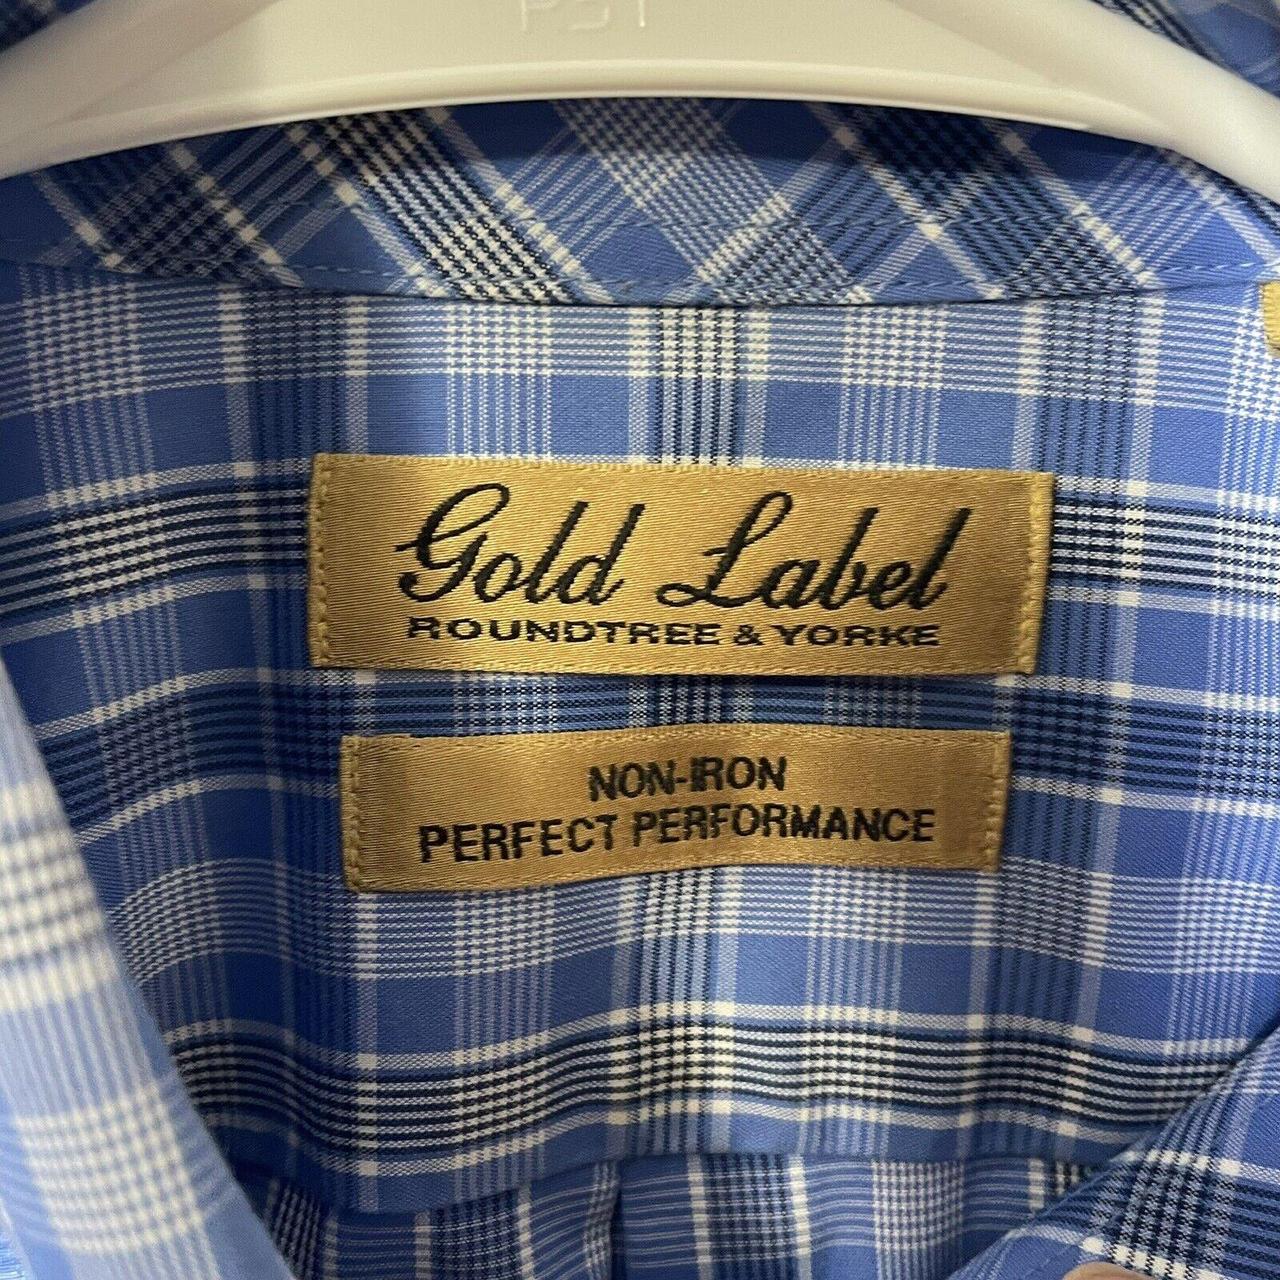 Gold Label
ROUNDTREE & YORKE
NON-IRON
PERFECT PERFORMANCE